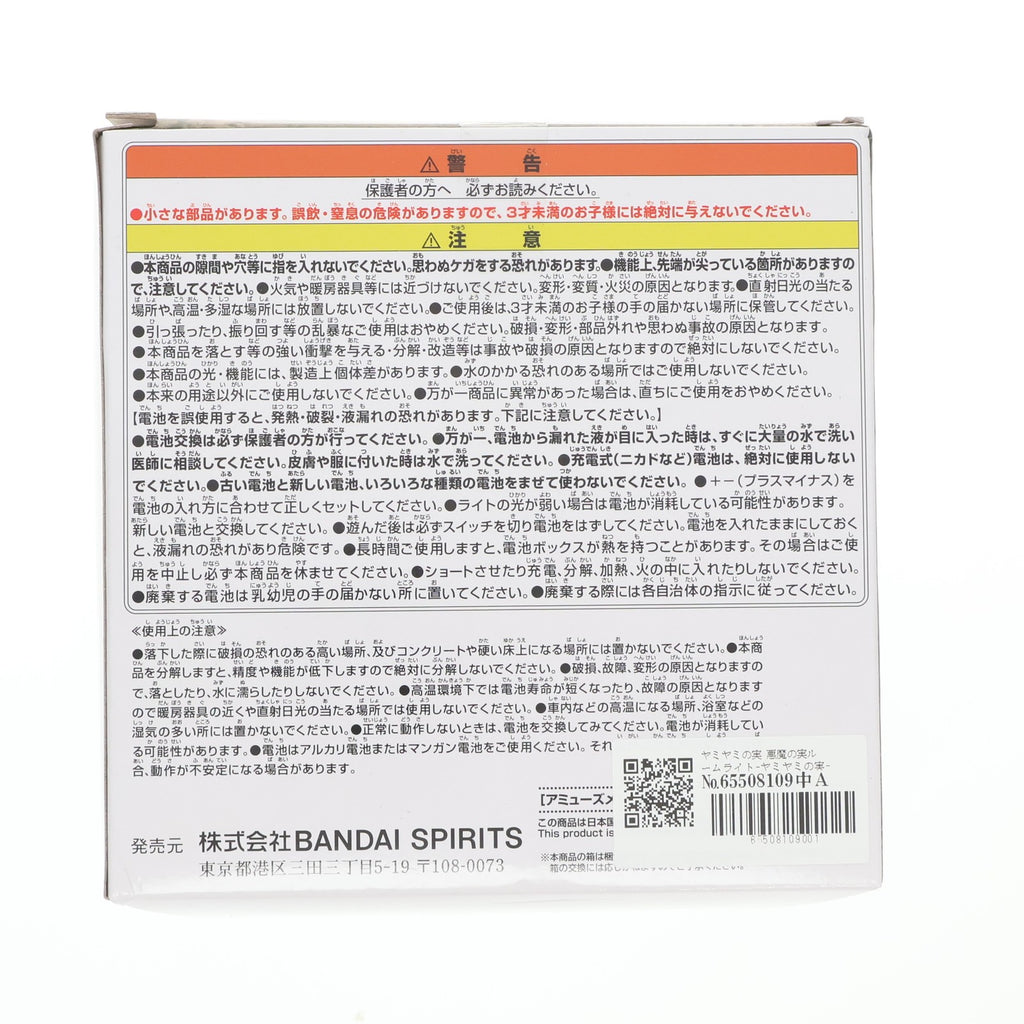 ⚠警告
保護者の方へ 必ずお読みください。
●小さな部品があります。誤飲・窒息の危険がありますので、3才未満のお子様には絶対に与えないでください。
⚠注意
●本商品の隙間や穴等に指を入れないでください。思わぬケガをする恐れがあります。●機能上、先端が尖っている箇所がありますの
で、注意してください。●火気や暖房器具等には近づけないでください。変形・変質・火災の原因となります。●直射日光の当たる
場所や、高温・多湿な場所には放置しないでください。●ご使用後は、3才未満のお子さまの手の届かない場所に保管してください。
●引っ張ったり、振り回す等の乱暴なご使用はおやめください。破損・変形・部品外れや思わぬ事故の原因となります。
●本商品を落とす等の強い衝撃を与える・分解・改造等は事故や破損の原因となりますので絶対にしないでください。
●本商品の光・機能には、製造上個体差があります。●水のかかる恐れのある場所ではご使用しないでください。
●本来の用途以外にご使用しないでください。●万が一商品に異常があった場合は、直ちにご使用をおやめください。
【電池を誤使用すると、発熱・破裂・液漏の恐れがあります。下記に注意してください。】
●電池交換は必ず保護者の方が行ってください。●万が一、電池から漏れた液が目に入った時は、すぐに大量の水で洗い
医師に相談してください。皮膚や服に付いた時は水で洗ってください。●充電式(ニカドなど)電池は、絶対に使用しない
でください。●古い電池と新しい電池、いろいろな種類の電池をまぜて使わないでください。●+-(プラスマイナス)を
電池の入れ方に合わせて正しくセットしてください。●ライトの光が弱い場合は電池が消耗している可能性があります。
新しい電池と交換してください。●遊んだ後は必ずスイッチを切り電池をはずしてください。電池を入れたままにしておく
と、液漏れの恐れがあり危険です。●長時間ご使用しますと、電池ボックスが熱を持つことがあります。その場合はご使
用を中止し必ず本商品を休ませてください。●ショートさせたり充電、分解、加熱、火の中に入れたりしないでください。
●廃棄する電池は乳幼児の手の届かない所に置いてください。●廃棄する際には各自治体の指示に従ってください。
≪使用上の注意≫
●落下した際に破損の恐れのある高い場所、及びコンクリートや硬い床上になる場所には置かないでください。●本商
品を分解しますと、精度や機能が低下しますので絶対に分解しないでください。●破損、故障、変形の原因となりますの
で、落としたり、水に濡らしたりしないでください。●高温環境下では電池寿命が短くなったり、故障の原因となります
ので暖房器具の近くや直射日光の当たる場所では使用しないでください。●車内などの高温になる場所、浴室などの
湿気の多い所には置かないでください。●正常に動作しないときは、電池を交換してみてください。電池が消耗してい
る可能性があります。●電池はアルカリ電池またはマンガン電池をご使用ください。それ
合、動作が不安定になる場合があります。
ヤミヤミの実 悪魔の実ル
ームライト-ヤミヤミの実-
No.65508109中A
[アミューズメ
この商品は日本国
This product is
※本商品の箱は梱
箱の交換には応じかねますのでご了承ください。
発売元 株式会社BANDAI SPIRITS
東京都港区三田三丁目5-19 〒108-0073